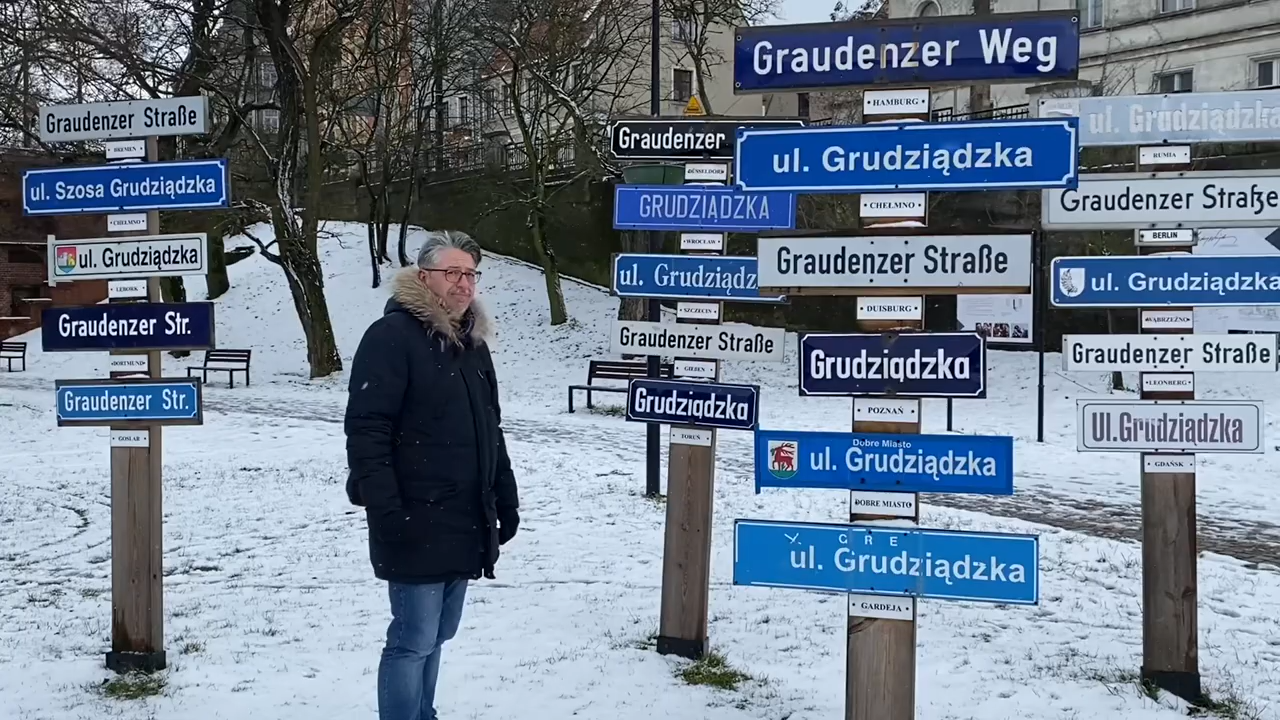 Graudenzer Straße
BREMEN
ul. Szosa Grudziądzka
CHEŁMNO
ul. Grudziądzka
LĘBORK
Graudenzer Str.
DORTMUND
Graudenzer Str.
GOSLAR
Graudenzer
DÜSSELDORF
GRUDZIĄDZKA
WROCŁAW
ul. Grudziądz
SZCZECIN
Graudenzer Straße
GIEßEN
Grudziądzka
TORUŃ
Graudenzer Weg
HAMBURG
ul. Grudziądzka
CHEŁMNO
Graudenzer Straße
DUISBURG
Grudziądzka
POZNAŃ
Dobre Miasto
ul. Grudziądzka
DOBRE MIASTO
G R E
ul. Grudziądzka
GARDEJA
ul. Grudziądzka
RUMIA
Graudenzer Straße
BERLIN
ul. Grudziądzka
WĄBRZEŹNO
Graudenzer Straße
LEONBERG
Ul.Grudziądzka
GDAŃSK